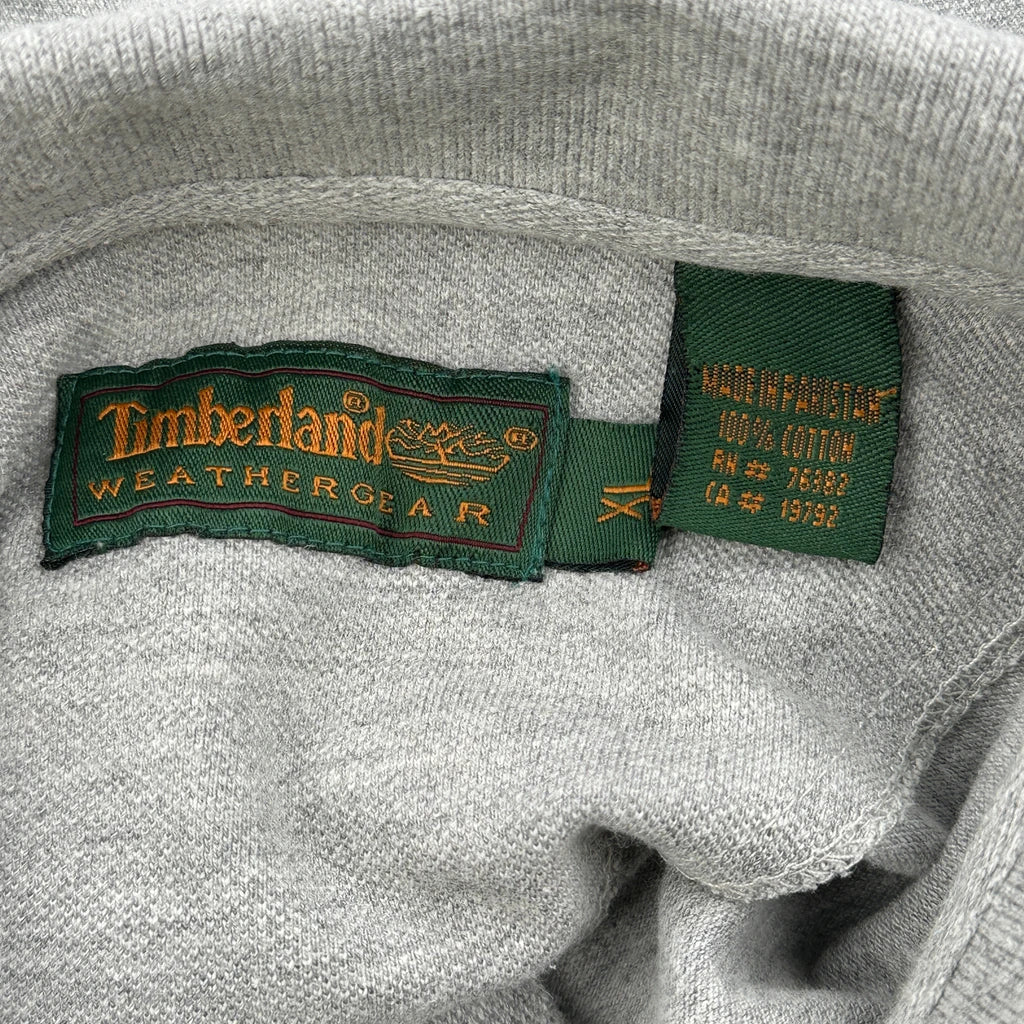 Timberland®
WEATHERGEAR
®
XL
MADE IN PAKISTAN
100% COTTON
RN # 76382
CA # 19792